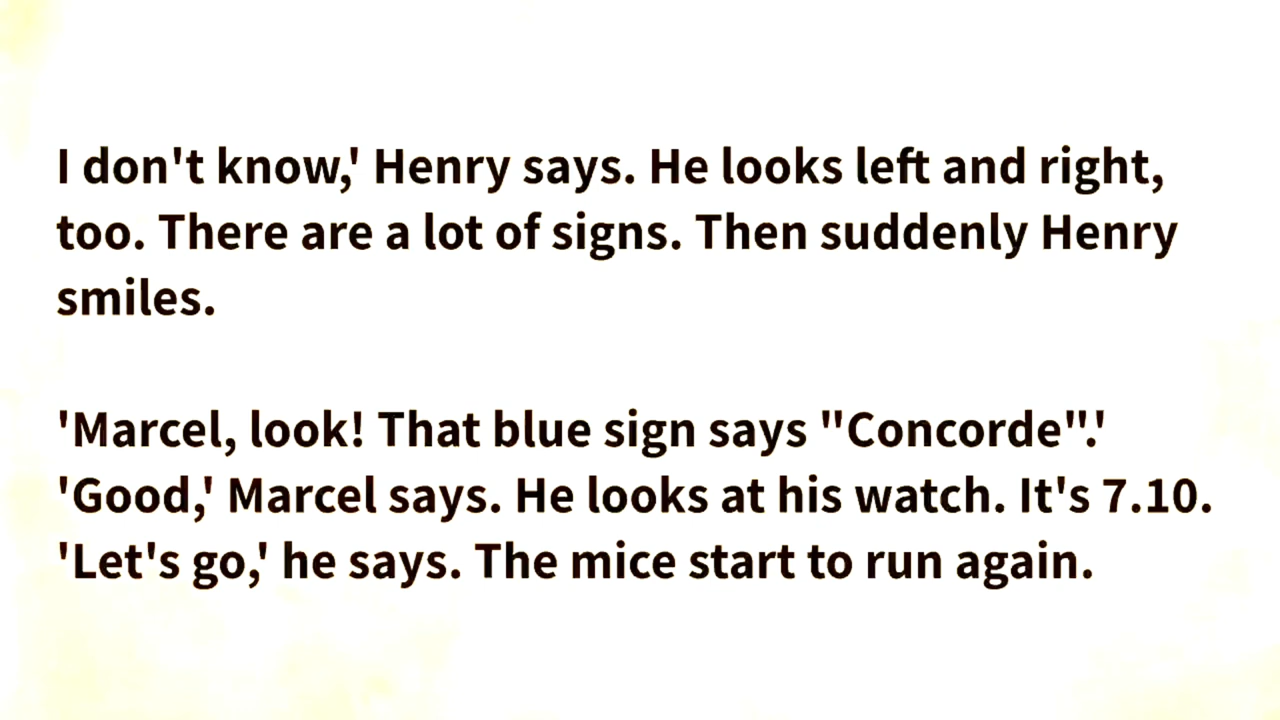 I don't know,' Henry says. He looks left and right,
too. There are a lot of signs. Then suddenly Henry
smiles.
'Marcel, look! That blue sign says "Concorde".'
'Good,' Marcel says. He looks at his watch. It's 7.10.
'Let's go,' he says. The mice start to run again.